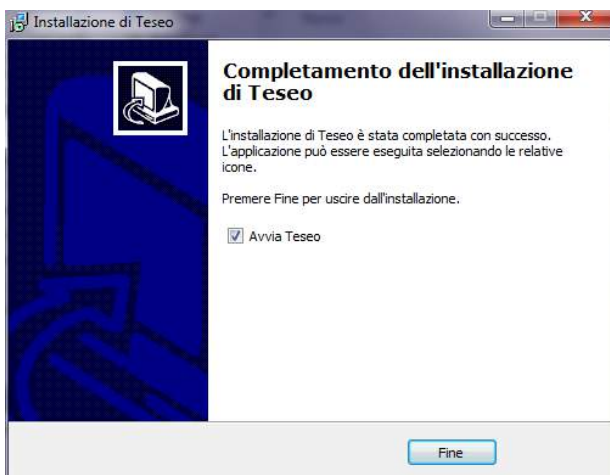 Installazione di Teseo
Completamento dell'installazione
di Teseo
L'installazione di Teseo è stata completata con successo.
L'applicazione può essere eseguita selezionando le relative
icone.
Premere Fine per uscire dall'installazione.
Avvia Teseo
Fine